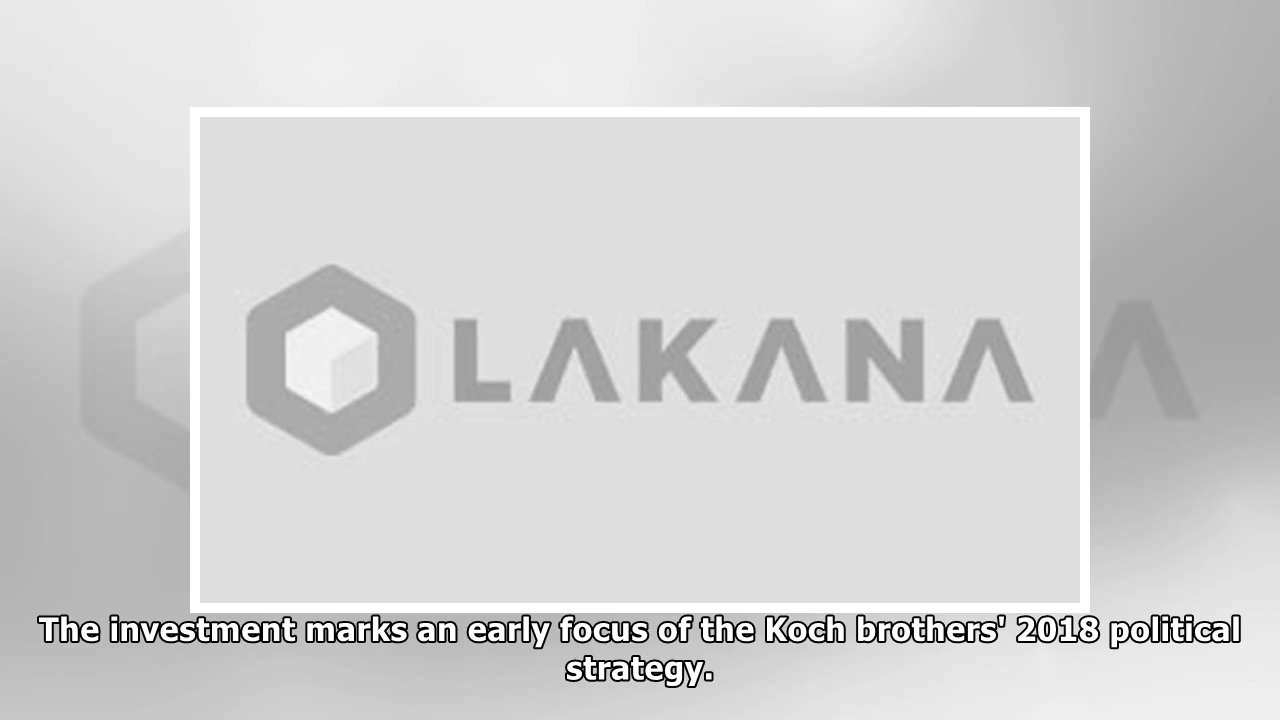 LAKANA
The investment marks an early focus of the Koch brothers' 2018 political
strategy.